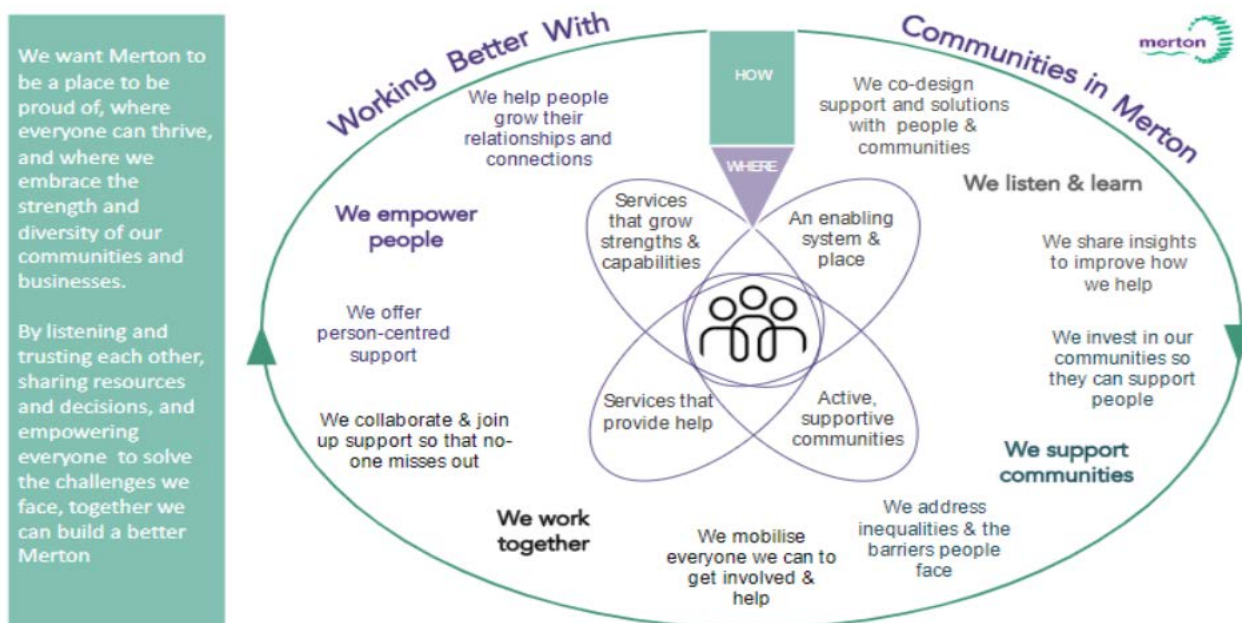 We want Merton to
be a place to be
proud of, where
everyone can thrive,
and where we
embrace the
strength and
diversity of our
communities and
businesses.
By listening and
trusting each other,
sharing resources
and decisions, and
empowering
everyone to solve
the challenges we
face, together we
can build a better
Merton
Working Better With
Communities in Merton
merton
HOW
WHERE
We co-design
support and solutions
with people &
communities
We listen & learn
We share insights
to improve how
we help
We invest in our
communities so
they can support
people
We support
communities
We address
inequalities & the
barriers people
face
We mobilise
everyone we can to
get involved &
help
We work
together
We collaborate & join
up support so that no-
one misses out
We offer
person-centred
support
We empower
people
We help people
grow their
relationships and
connections
Services
that grow
strengths &
capabilities
An enabling
system &
place
Services that
provide help
Active,
supportive
communities